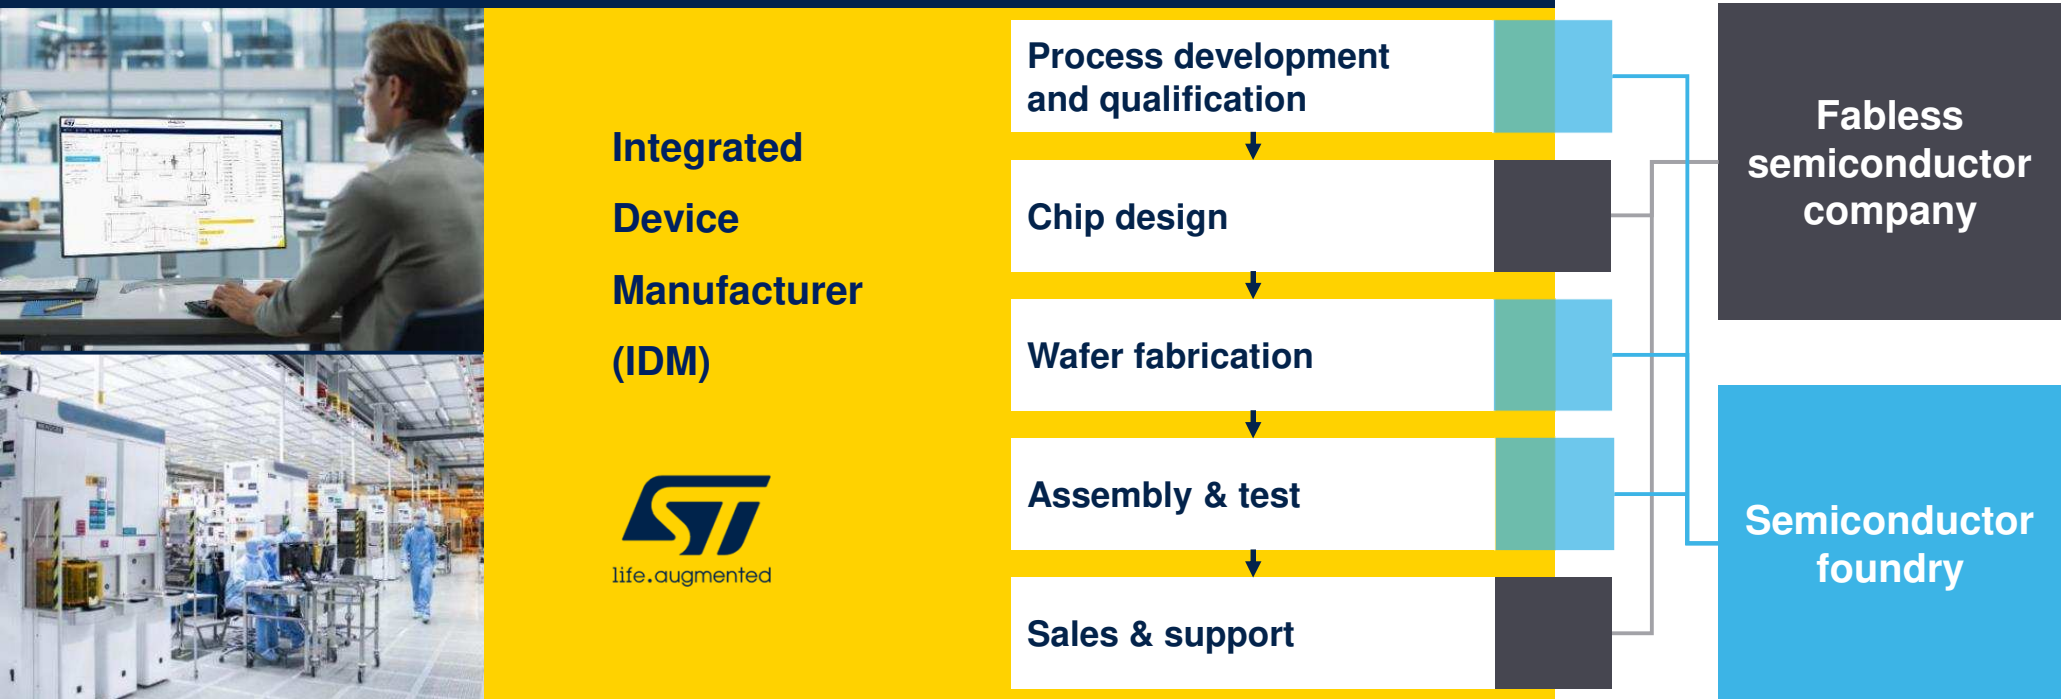 Integrated
Device
Manufacturer
(IDM)
ST
life.augmented
Process development
and qualification
Chip design
Wafer fabrication
Assembly & test
Sales & support
Fabless
semiconductor
company
Semiconductor
foundry